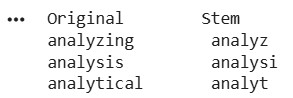 ••• Original Stem
analyzing analyz
analysis analysi
analytical analyt